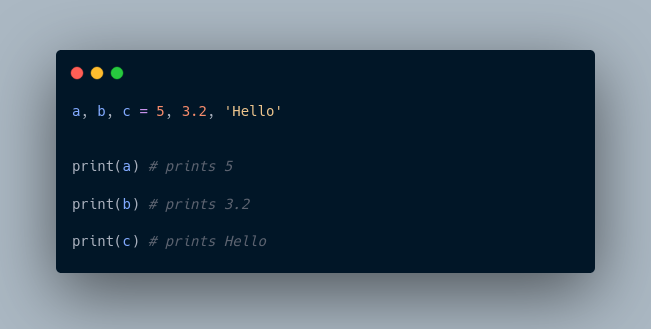 a, b, c = 5, 3.2, 'Hello'
print(a) # prints 5
print(b) # prints 3.2
print(c) # prints Hello